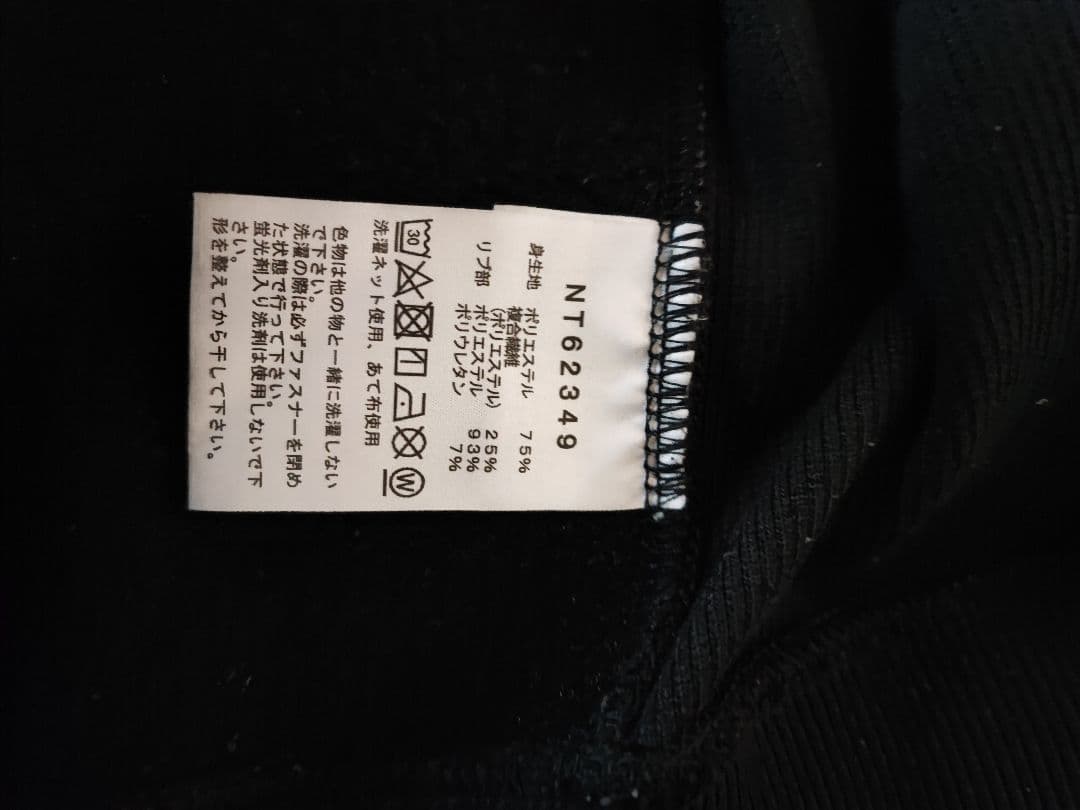 NT62349
身生地 ポリエステル 75%
複合繊維
(ポリエステル) 25%
リブ部 ポリエステル 93%
ポリウレタン 7%
30 W
洗濯ネット使用、あて布使用
色物は他の物と一緒に洗濯しない
で下さい。
洗濯の際は必ずファスナーを閉め
た状態で行って下さい。
蛍光剤入り洗剤は使用しないで下
さい。
形を整えてから干して下さい。